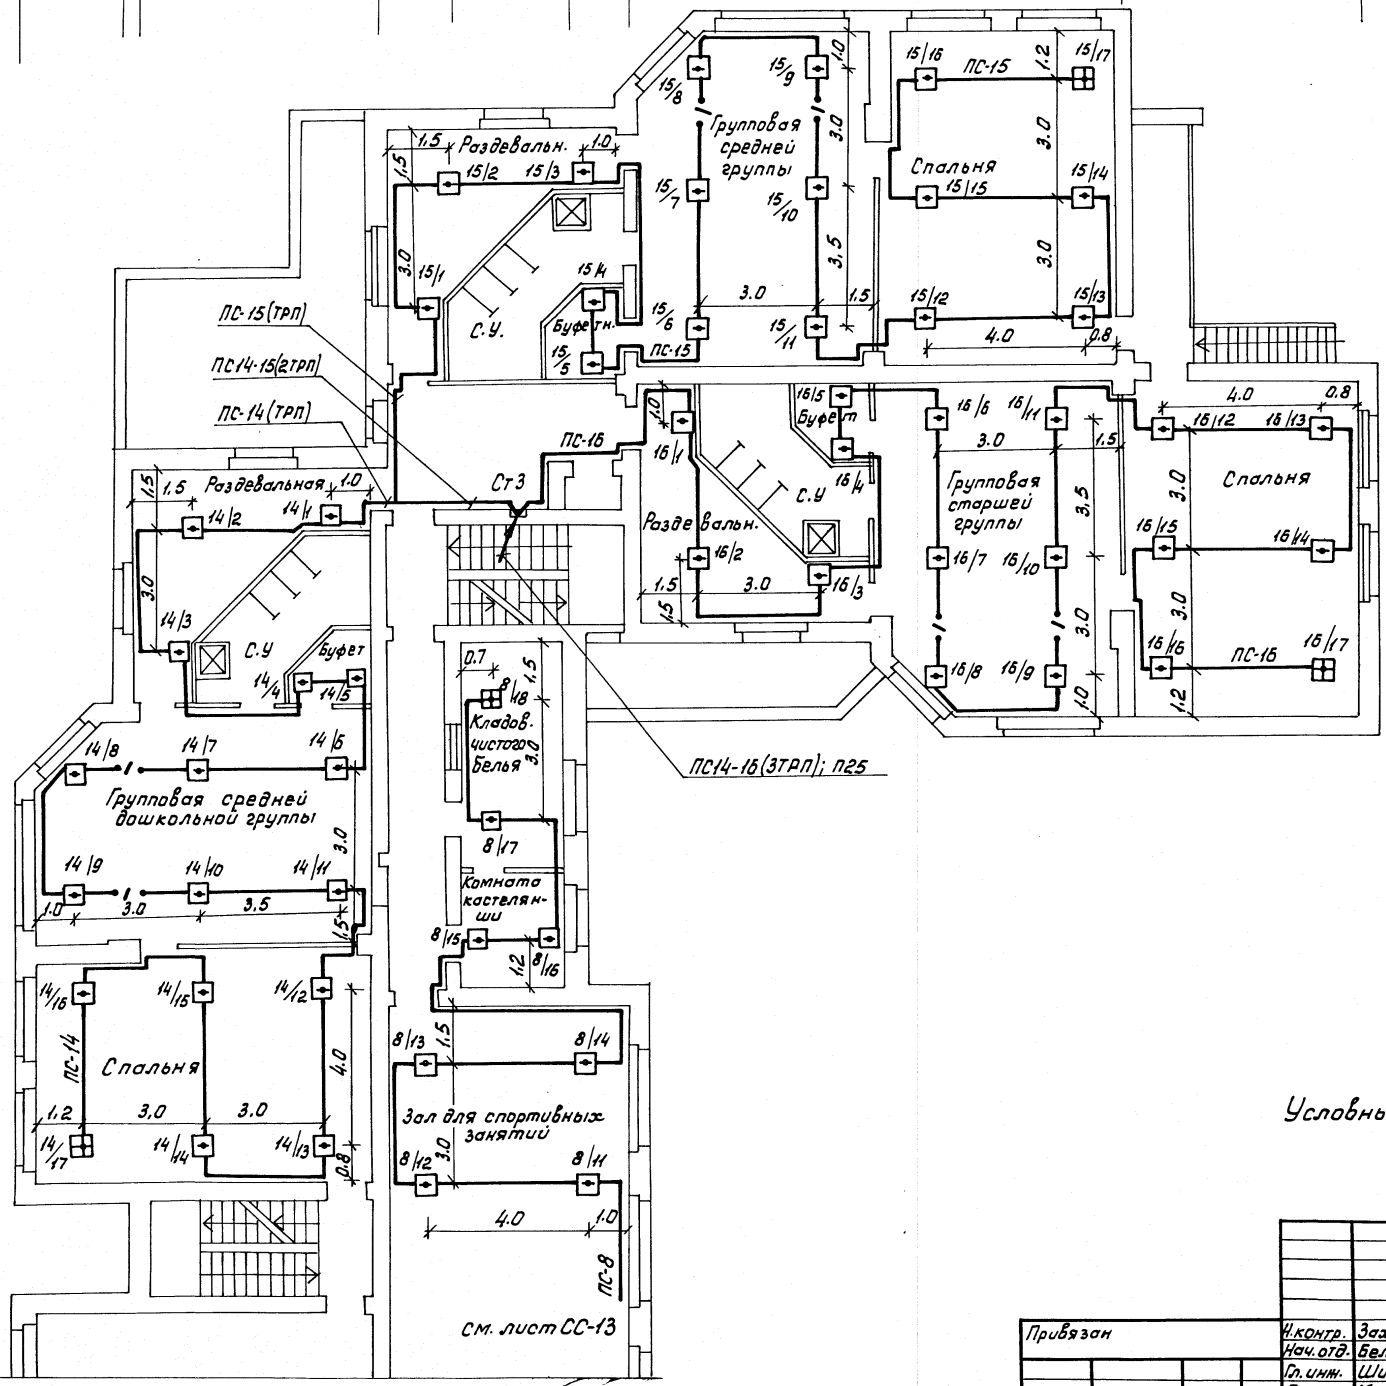 15/16
ПС-15
15/17
15/8
15/9
1.0
1.2
Групповая
средней
группы
3.0
3.0
1.5
Раздевальн.
1.0
1.5
15/2
15/3
15/7
15/10
Спальня
15/15
15/14
3.0
15/1
15/4
3.5
3.0
С.У.
Буфетн.
15/5
15/6
3.0
1.5
15/11
15/12
15/13
4.0
0.8
ПС-15
ПС-15(ТРП)
ПС14-15(2ТРП)
ПС-14(ТРП)
ПС-16
1.0
16/1
16/5
Буфет
16/4
С.У
16/6
16/11
3.0
1.5
4.0
0.8
16/12
16/13
Спальня
3.0
Групповая
старшей
группы
3.5
Ст3
Раздевальная
1.0
1.5
1.5
14/2
14/1
Раздевальн.
16/2
1.5
3.0
1.5
16/3
16/7
16/10
16/15
16/14
3.0
14/3
С.У
Буфет
14/4
14/5
3.0
3.0
16/8
16/9
1.0
16/16
ПС-16
16/17
1.2
0.7
1.5
8/18
Кладов.
чистого
белья
3.0
ПС14-16(3ТРП); П25
14/8
14/7
14/6
Групповая средней
дошкольной группы
3.0
8/17
14/9
14/10
14/11
1.0
3.0
3.5
1.5
Комната
кастелян-
ши
8/15
8/16
1.2
14/16
14/15
14/12
ПС-14
Спальня
4.0
1.5
8/13
8/14
1.2
3.0
3.0
Зал для спортивных
занятий
14/17
14/14
14/13
0.8
8/12
3.0
8/11
4.0
1.0
ПС-8
см. лист СС-13
Условны
Привязан
Н.контр. Зах
Нач.отд. Бел
Гл.инж. Ши